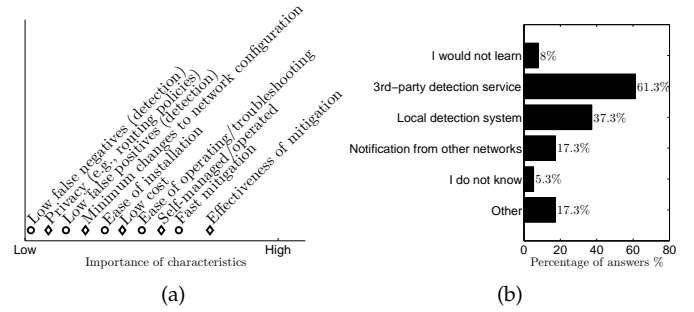 Low false negatives (detection)
Privacy (e.g., routing policies)
Low false positives (detection)
Minimum changes to network configuration
Ease of installation
Low cost
Ease of operating/troubleshooting
Self-managed/operated
Fast mitigation
Effectiveness of mitigation
Low
High
Importance of characteristics
(a)
I would not learn
8%
3rd-party detection service
61.3%
Local detection system
37.3%
Notification from other networks
17.3%
I do not know
5.3%
Other
17.3%
0 20 40 60 80
Percentage of answers %
(b)